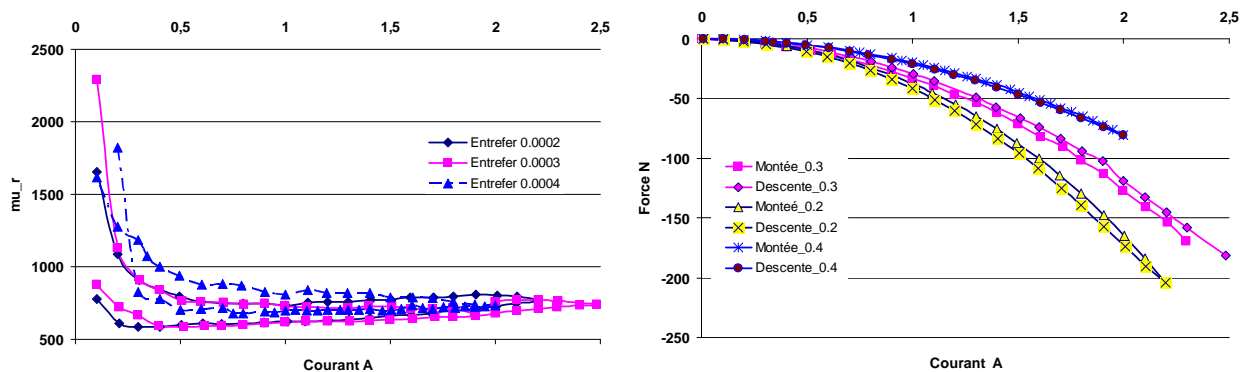 0 0,5 1 1,5 2 2,5
2500
2000
1500
1000
500
mu_r
Entrefer 0.0002
Entrefer 0.0003
Entrefer 0.0004
Courant A
0 0,5 1 1,5 2 2,5
0
-50
-100
-150
-200
-250
Force N
Montée_0.3
Descente_0.3
Monteé_0.2
Descente_0.2
Montée_0.4
Descente_0.4
Courant A